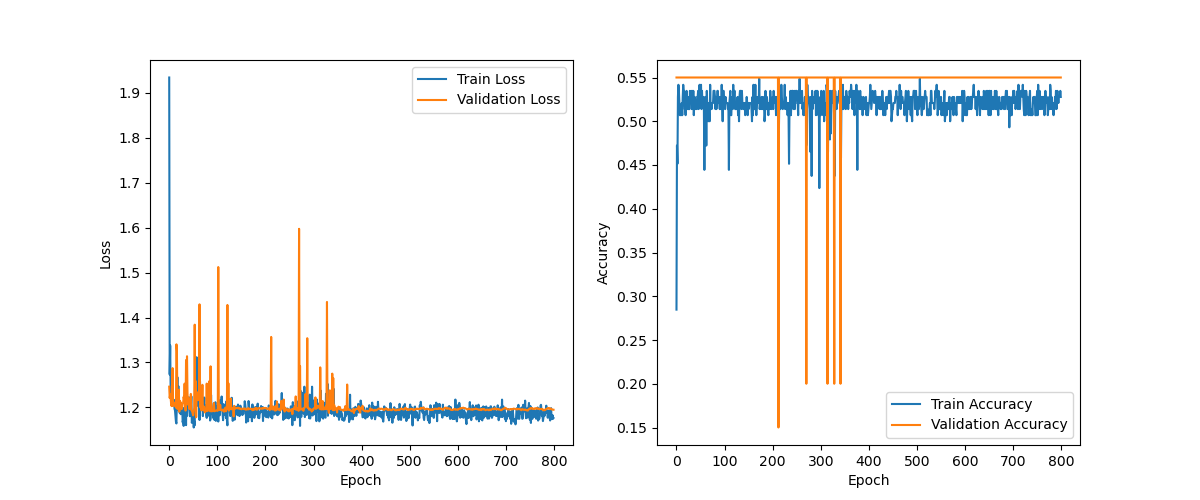 Train Loss
Validation Loss
1.9
1.8
1.7
1.6
1.5
1.4
1.3
1.2
Loss
0 100 200 300 400 500 600 700 800
Epoch
0.55
0.50
0.45
0.40
0.35
0.30
0.25
0.20
0.15
Accuracy
Train Accuracy
Validation Accuracy
0 100 200 300 400 500 600 700 800
Epoch